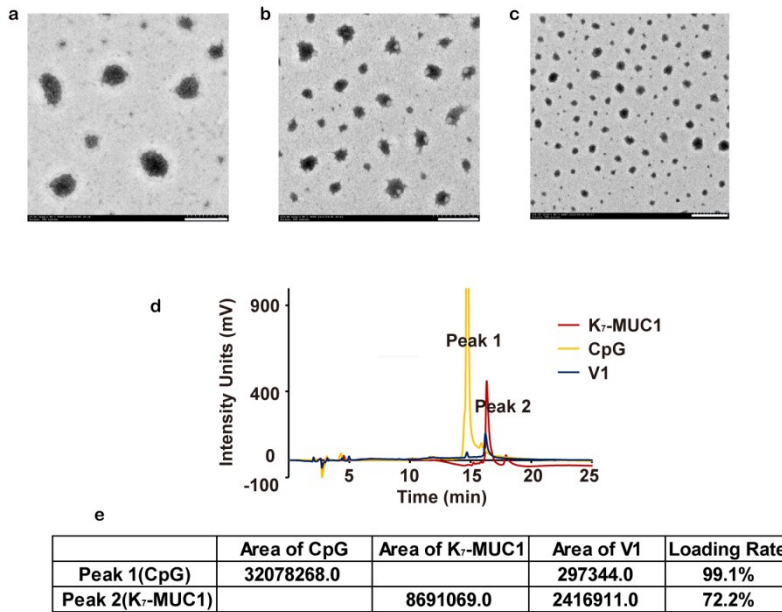 a b c
d
900
400
0
-100
Intensity Units (mV)
Peak 1
Peak 2
K₇-MUC1
CpG
V1
5 10 15 20 25
Time (min)
e
Area of CpG Area of K₇-MUC1 Area of V1 Loading Rate
Peak 1(CpG) 32078268.0 297344.0 99.1%
Peak 2(K₇-MUC1) 8691069.0 2416911.0 72.2%